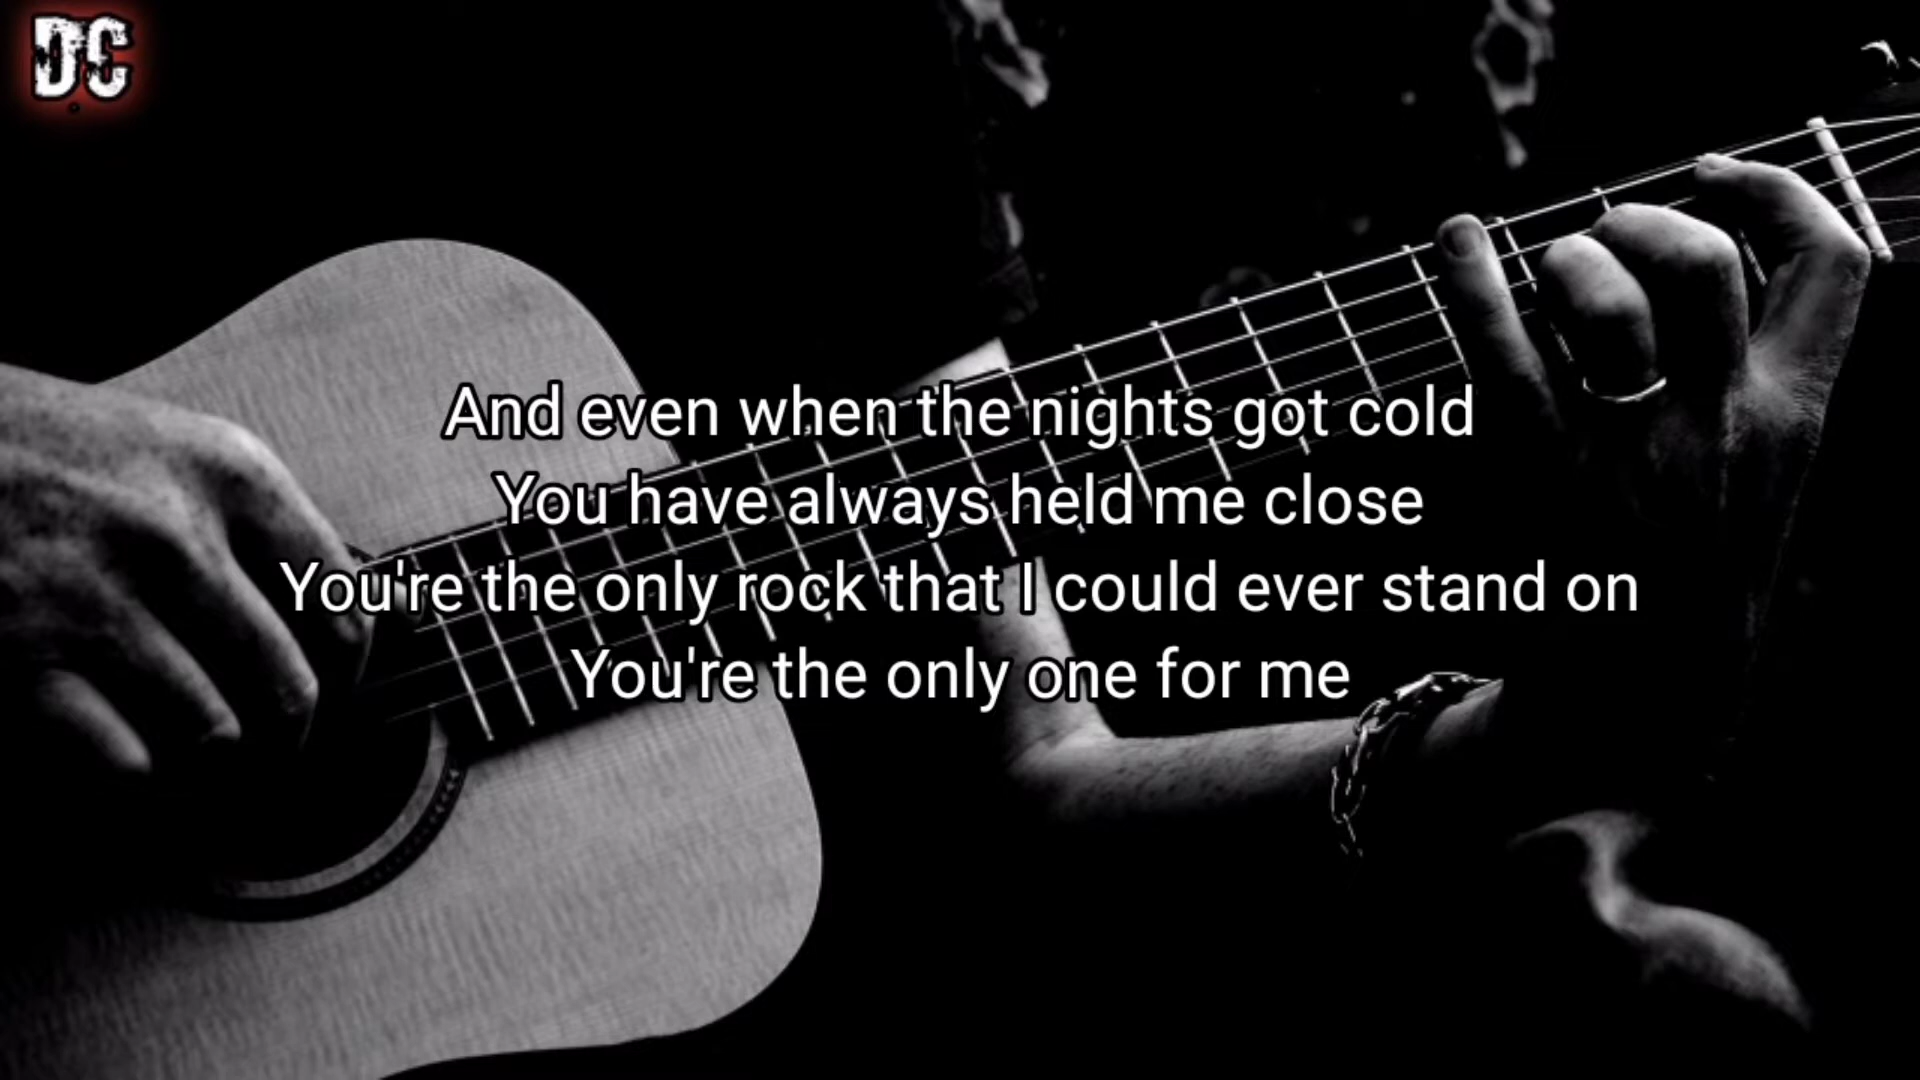 DC
And even when the nights got cold
You have always held me close
You're the only rock that I could ever stand on
You're the only one for me